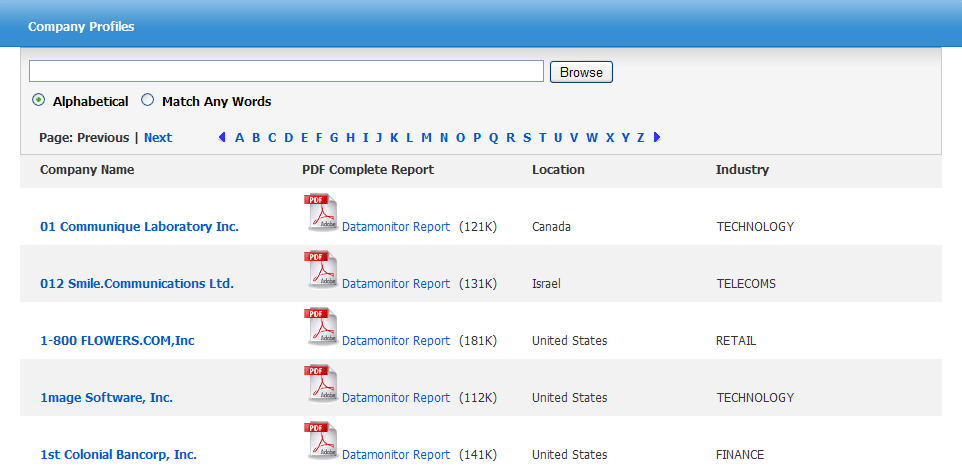 Company Profiles
Browse
Alphabetical Match Any Words
Page: Previous | Next A B C D E F G H I J K L M N O P Q R S T U V W X Y Z
Company Name PDF Complete Report Location Industry
PDF Adobe
01 Communique Laboratory Inc. Datamonitor Report (121K) Canada TECHNOLOGY
PDF Adobe
012 Smile.Communications Ltd. Datamonitor Report (131K) Israel TELECOMS
PDF Adobe
1-800 FLOWERS.COM,Inc Datamonitor Report (181K) United States RETAIL
PDF Adobe
1mage Software, Inc. Datamonitor Report (112K) United States TECHNOLOGY
PDF Adobe
1st Colonial Bancorp, Inc. Datamonitor Report (141K) United States FINANCE